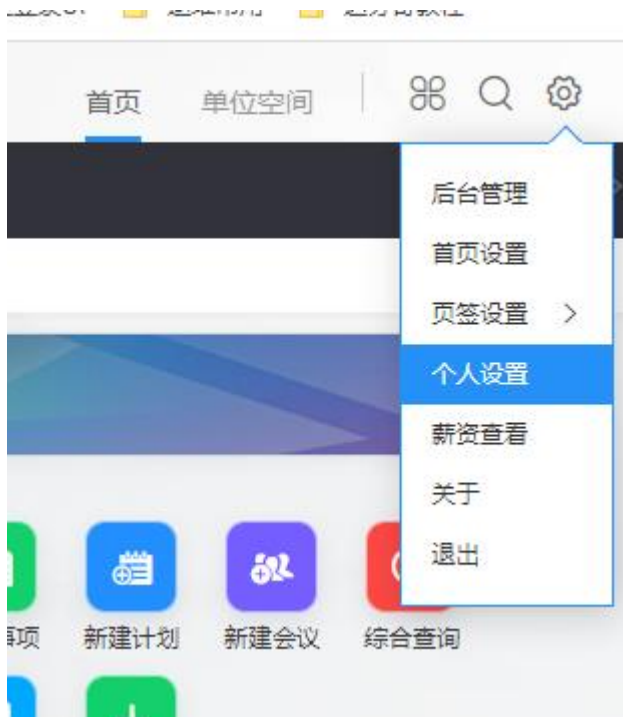 首页 单位空间
后台管理
首页设置
页签设置
个人设置
薪资查看
关于
退出
事项 新建计划 新建会议 综合查询